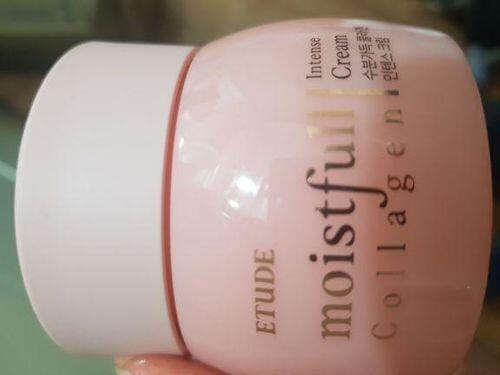 ETUDE
moistfull
Collagen
Intense
Cream
수분가득 콜라겐
인텐스 크림